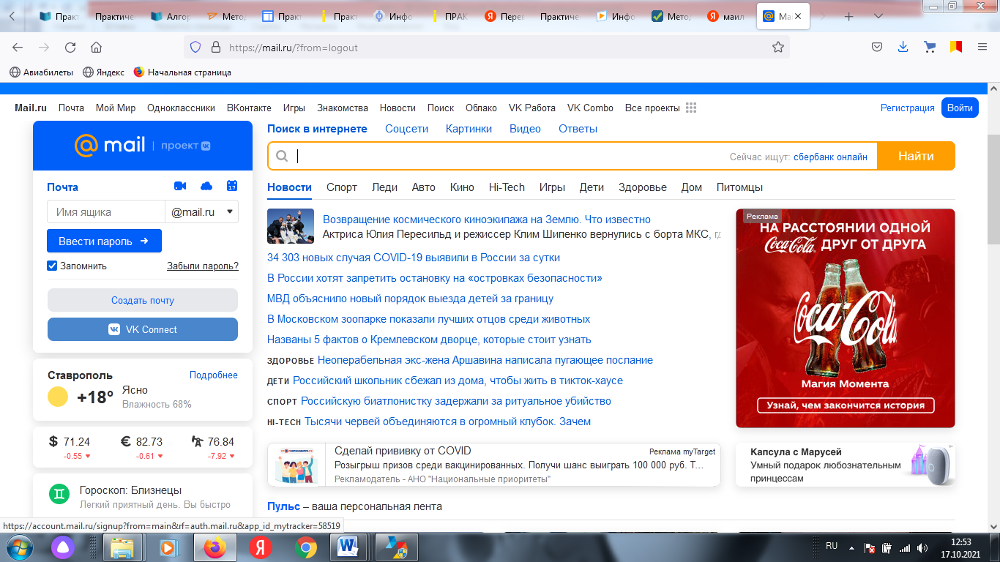 Практ
Практиче
Алгор
Мето,
Прак
Практ
Инфо
ПРАК
Пере
Практиче
Инфо
Мето,
маил
Ма
https://mail.ru/?from=logout
Авиабилеты Яндекс Начальная страница
Mail.ru Почта Мой Мир Одноклассники ВКонтакте Игры Знакомства Новости Поиск Облако VK Работа VK Combo Все проекты Регистрация Войти
@mail | проект
Почта
17
Имя ящика @mail.ru
Ввести пароль
Запомнить Забыли пароль?
Создать почту
VK Connect
Ставрополь Подробнее
+18° Ясно
Влажность 68%
$ 71.24 € 82.73 76.84
-0.55 -0.61 -7.92
Гороскоп: Близнецы
Легкий приятный день. Вы быстро
Поиск в интернете Соцсети Картинки Видео Ответы
Сейчас ищут: сбербанк онлайн Найти
Новости Спорт Леди Авто Кино Hi-Tech Игры Дети Здоровье Дом Питомцы
Возвращение космического киноэкипажа на Землю. Что известно
Актриса Юлия Пересильд и режиссер Клим Шипенко вернулись с борта МКС, гд
34 303 новых случая COVID-19 выявили в России за сутки
В России хотят запретить остановку на «островках безопасности»
МВД объяснило новый порядок выезда детей за границу
В Московском зоопарке показали лучших отцов среди животных
Названы 5 фактов о Кремлевском дворце, которые стоит узнать
ЗДОРОВЬЕ Неоперабельная экс-жена Аршавина написала пугающее послание
ДЕТИ Российский школьник сбежал из дома, чтобы жить в тикток-хаусе
СПОРТ Российскую биатлонистку задержали за ритуальное убийство
HI-TECH Тысячи червей объединяются в огромный клубок. Зачем
Реклама
НА РАССТОЯНИИ ОДНОЙ
Coca-Cola ДРУГ ОТ ДРУГА
Coca-Cola
Магия Момента
Узнай, чем закончится история
Сделай прививку от COVID Реклама myTarget
Розыгрыш призов среди вакцинированных. Получи шанс выиграть 100 000 руб. Т...
Рекламодатель - АНО "Национальные приоритеты"
Капсула с Марусей
Умный подарок любознательным
принцессам
Пульс – ваша персональная лента
https://account.mail.ru/signup?from=main&rf=auth.mail.ru&app_id_mytracker=58519
RU 12:53
17.10.2021